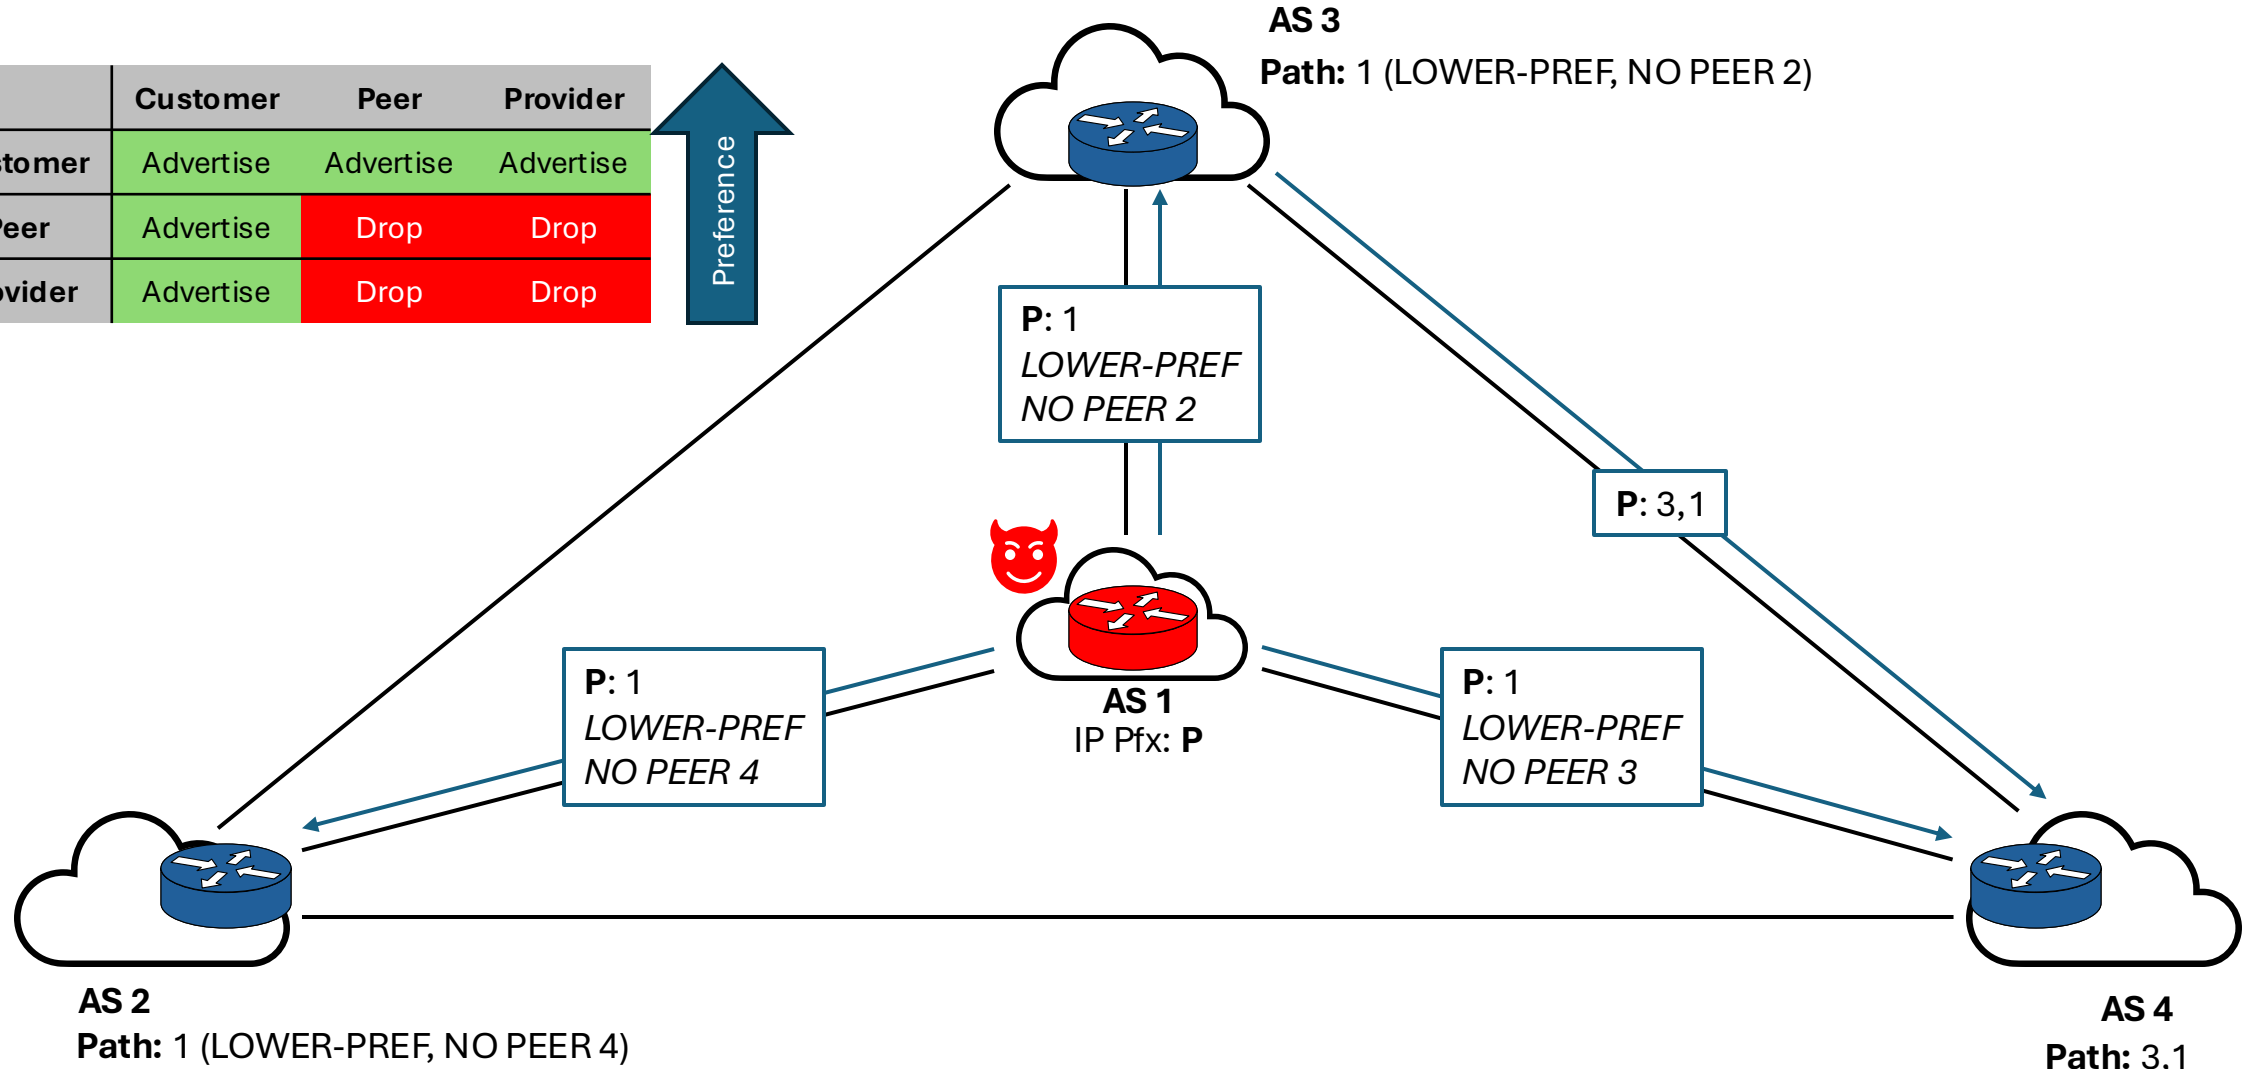 AS 3
Path: 1 (LOWER-PREF, NO PEER 2)
Customer Peer Provider
stomer Advertise Advertise Advertise
Peer Advertise Drop Drop
ovider Advertise Drop Drop
Preference
P: 1
LOWER-PREF
NO PEER 2
P: 3,1
P: 1
LOWER-PREF
NO PEER 4
AS 1
IP Pfx: P
P: 1
LOWER-PREF
NO PEER 3
AS 2
Path: 1 (LOWER-PREF, NO PEER 4)
AS 4
Path: 3,1